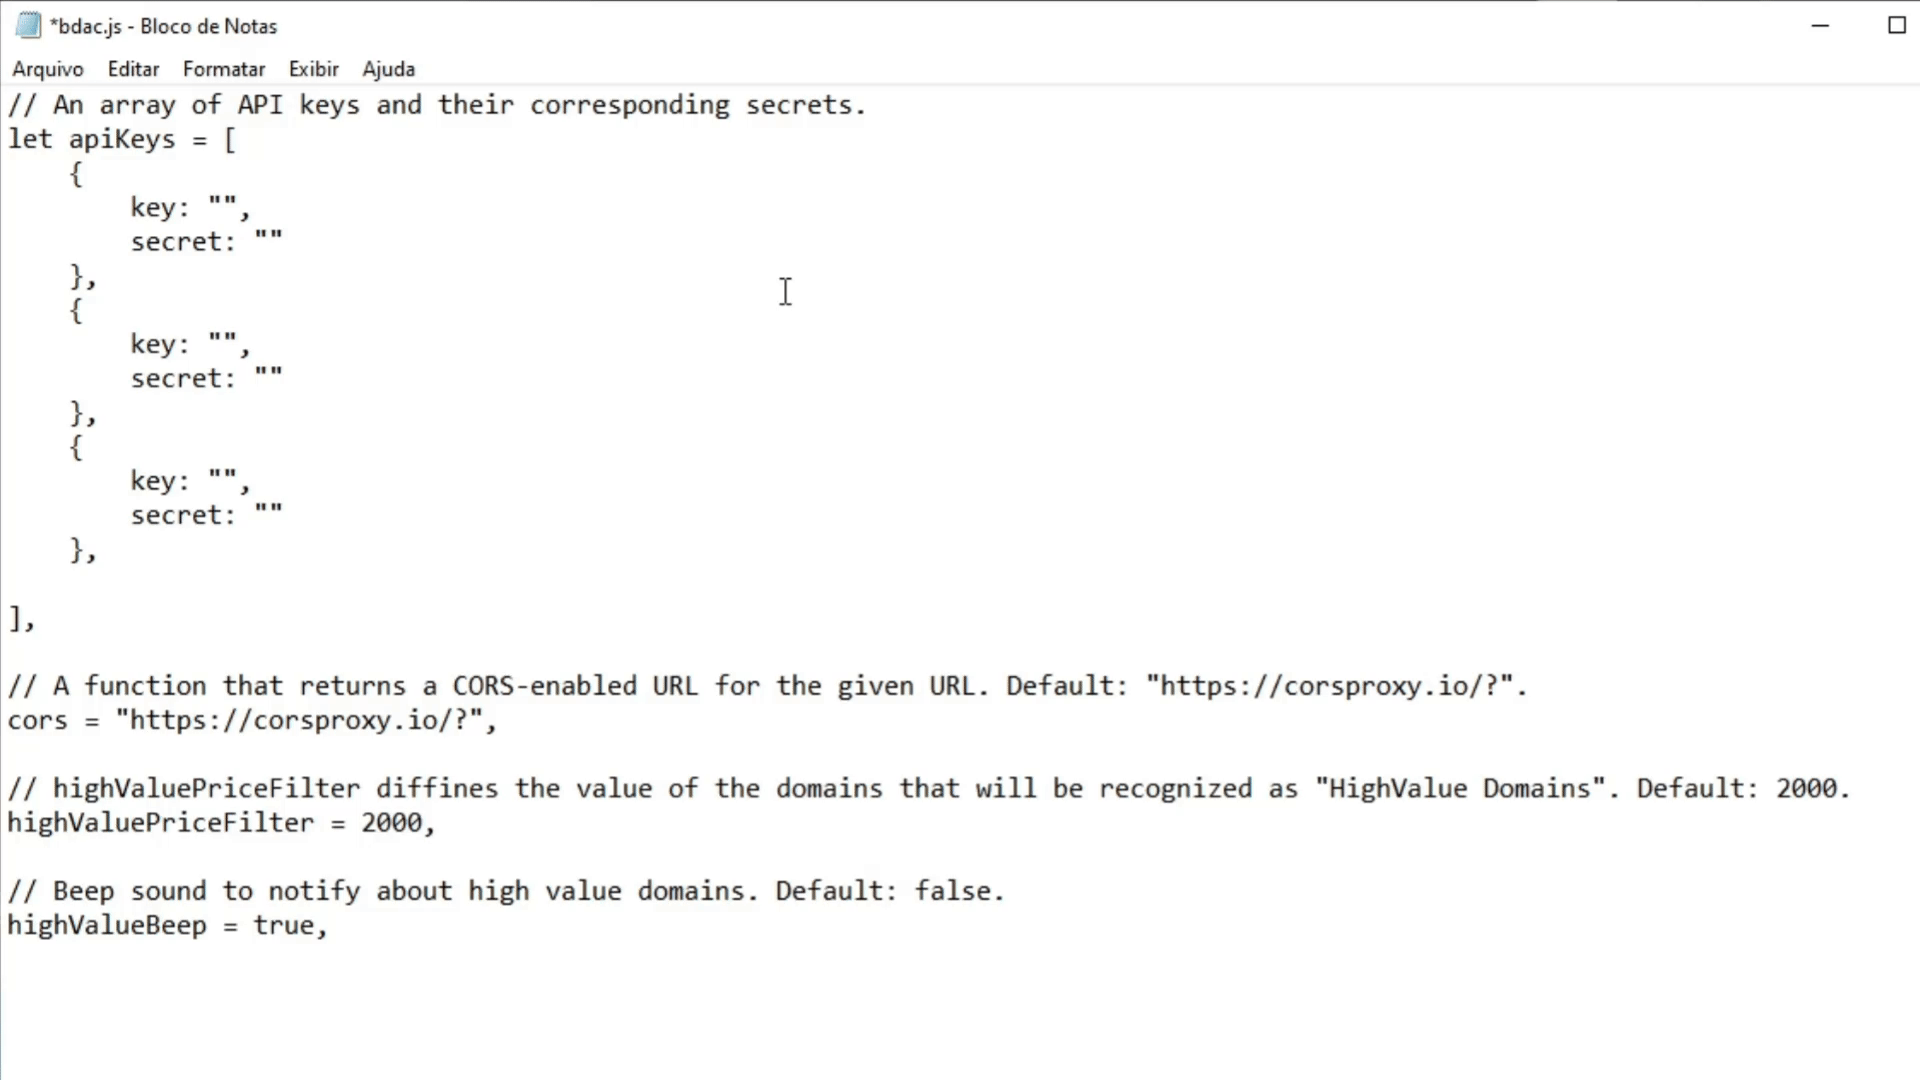 *bdac.js - Bloco de Notas
Arquivo Editar Formatar Exibir Ajuda
// An array of API keys and their corresponding secrets.
let apiKeys = [
    {
        key: "",
        secret: ""
    },
    {
        key: "",
        secret: ""
    },
    {
        key: "",
        secret: ""
    },

],

// A function that returns a CORS-enabled URL for the given URL. Default: "https://corsproxy.io/?".
cors = "https://corsproxy.io/?",

// highValuePriceFilter diffines the value of the domains that will be recognized as "HighValue Domains". Default: 2000.
highValuePriceFilter = 2000,

// Beep sound to notify about high value domains. Default: false.
highValueBeep = true,